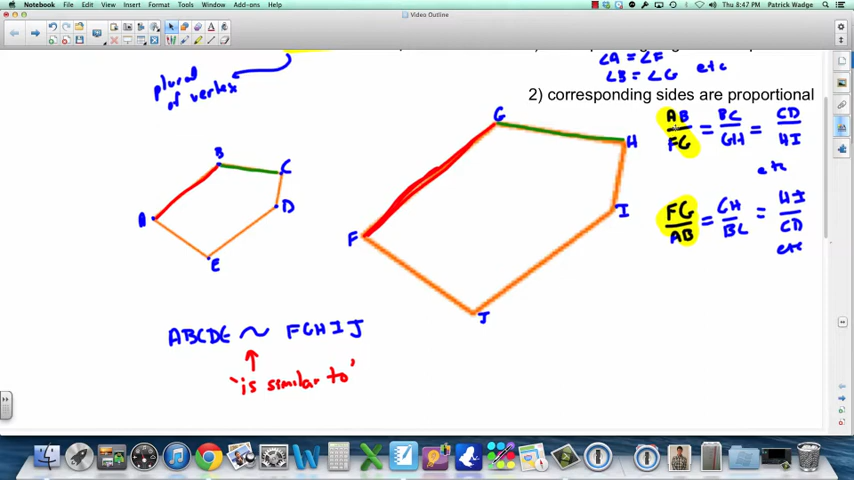 Notebook File Edit View Insert Format Tools Window Add-ons Help Thu 8:47 PM Patrick Wadge
Video Outline
plural
of vertex
∠A = ∠F
∠B = ∠G etc
2) corresponding sides are proportional
AB/FG = BC/GH = CD/HI
etc
FG/AB = GH/BC = HI/CD
etc
G
H
B
C
A
D
I
F
E
J
ABCDE ~ FGHIJ
'is similar to'